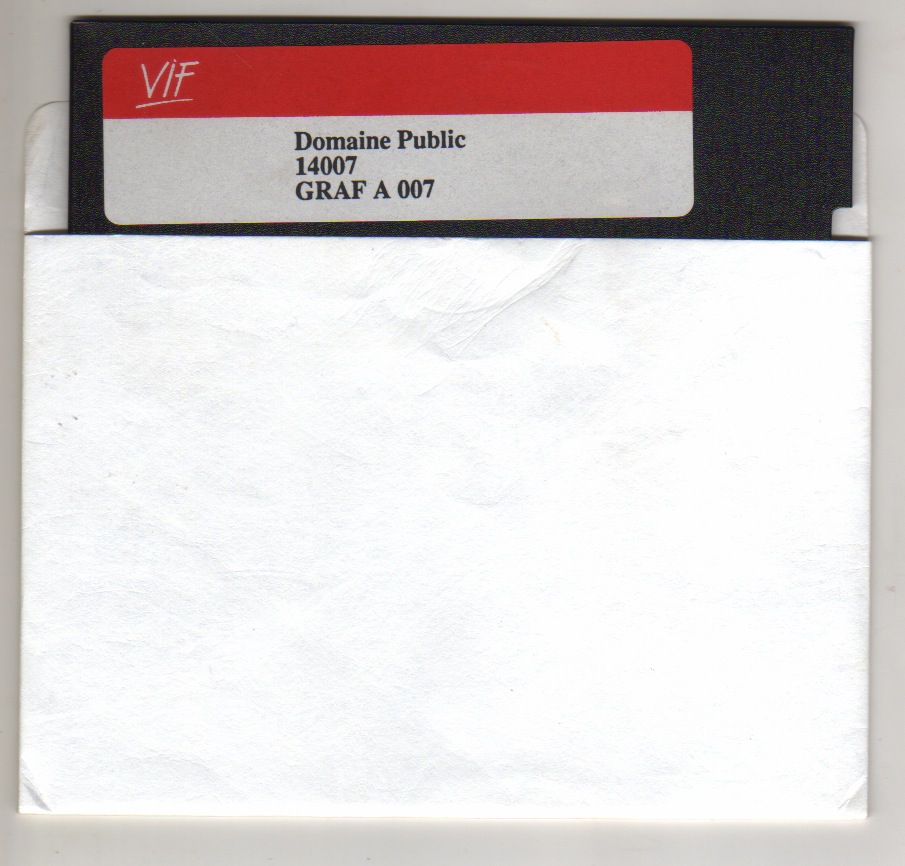 VIF
Domaine Public
14007
GRAF A 007